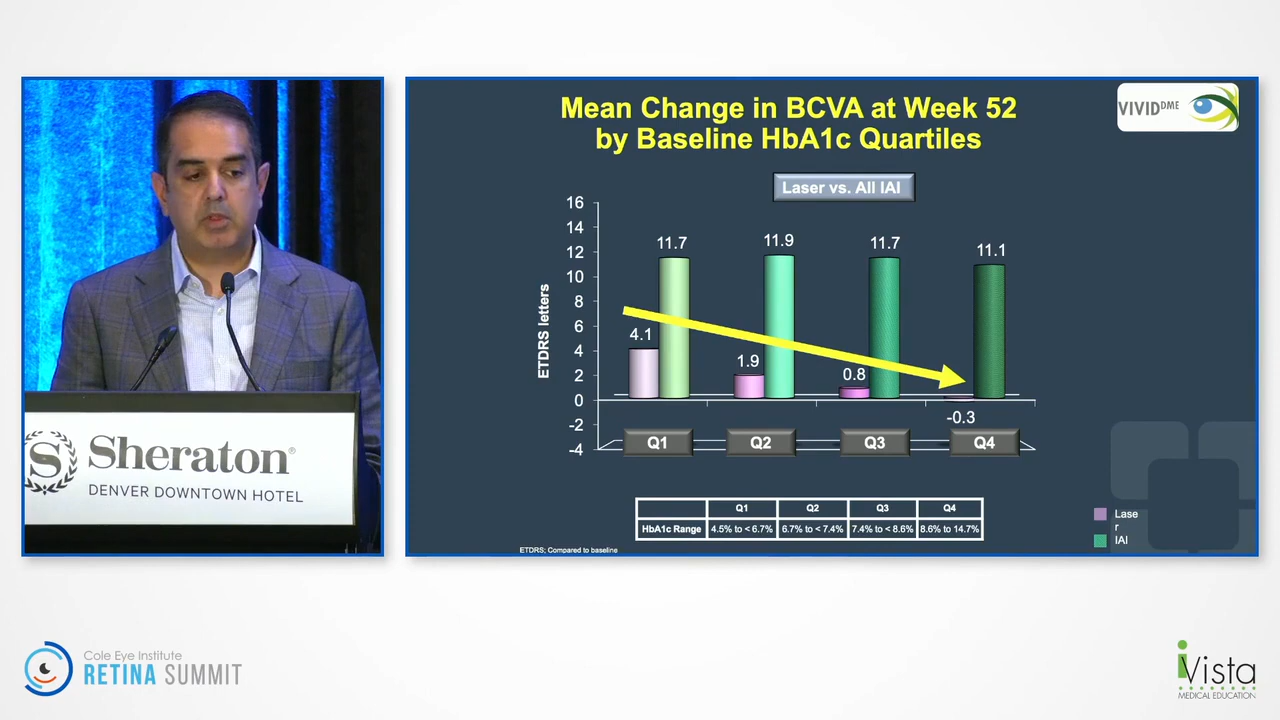 Mean Change in BCVA at Week 52
by Baseline HbA1c Quartiles
VIVID DME
Laser vs. All IAI
ETDRS letters
16
14
12
10
8
6
4
2
0
-2
-4
4.1
11.7
1.9
11.9
0.8
11.7
-0.3
11.1
Q1
Q2
Q3
Q4
Q1 Q2 Q3 Q4
HbA1c Range 4.5% to < 6.7% 6.7% to < 7.4% 7.4% to < 8.6% 8.6% to 14.7%
ETDRS; Compared to baseline
Lase
r
IAI
S
Sheraton®
DENVER DOWNTOWN HOTEL
Cole Eye Institute
RETINA SUMMIT
iVista
MEDICAL EDUCATION